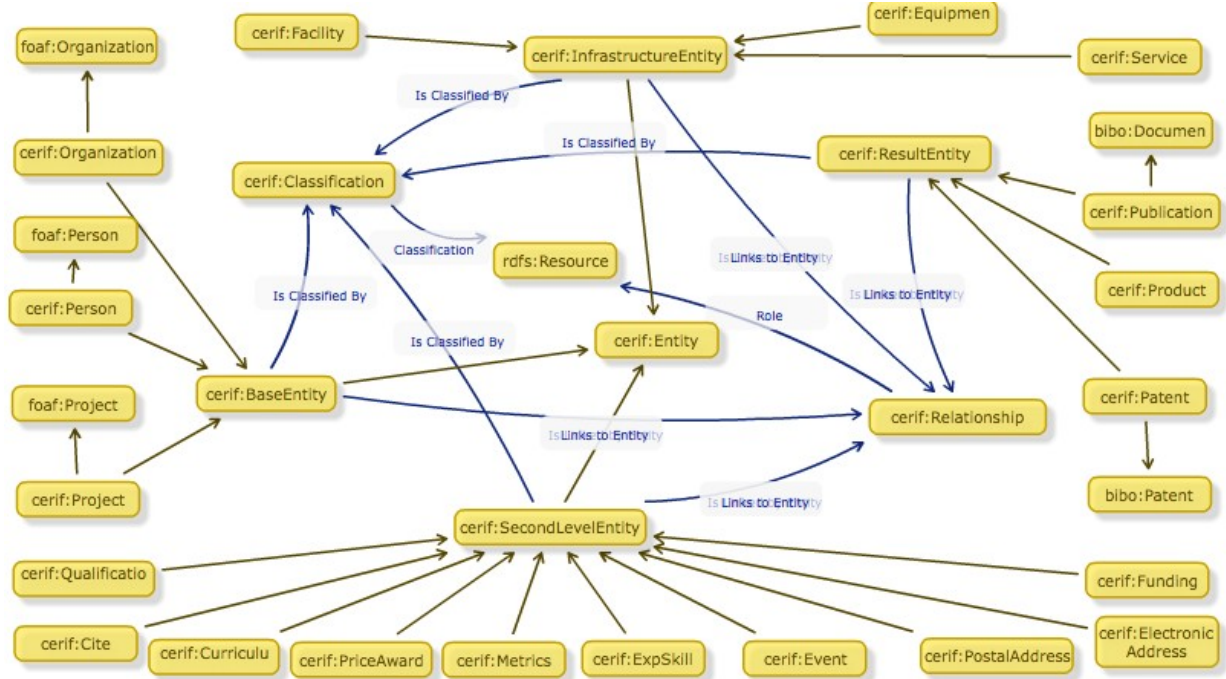 cerif:Equipmen
foaf:Organization
cerif:Facility
cerif:InfrastructureEntity
cerif:Service
Is Classified By
bibo:Documen
cerif:Organization
Is Classified By
cerif:ResultEntity
cerif:Classification
cerif:Publication
foaf:Person
Classification
rdfs:Resource
Links to Entity
cerif:Person
Is Classified By
Links to Entity
cerif:Product
Role
Is Classified By
cerif:Entity
cerif:BaseEntity
foaf:Project
cerif:Relationship
cerif:Patent
Links to Entity
cerif:Project
Links to Entity
bibo:Patent
cerif:SecondLevelEntity
cerif:Qualificatio
cerif:Funding
cerif:Cite
cerif:Curriculu
cerif:PriceAward
cerif:Metrics
cerif:ExpSkill
cerif:Event
cerif:PostalAddress
cerif:Electronic
Address